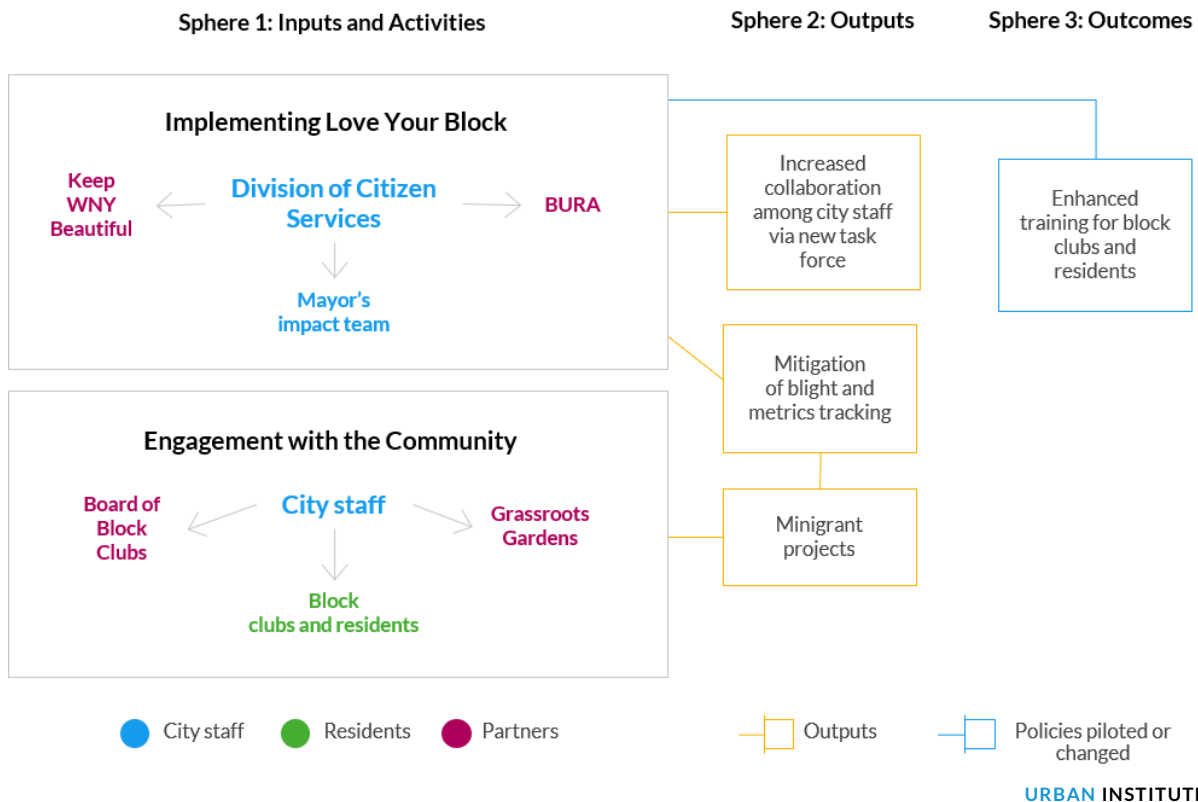 Sphere 1: Inputs and Activities
Sphere 2: Outputs
Sphere 3: Outcomes
Implementing Love Your Block
Keep
WNY
Beautiful
Division of Citizen
Services
BURA
Mayor's
impact team
Increased
collaboration
among city staff
via new task
force
Enhanced
training for block
clubs and
residents
Mitigation
of blight and
metrics tracking
Engagement with the Community
Board of
Block
Clubs
City staff
Grassroots
Gardens
Block
clubs and residents
Minigrant
projects
City staff
Residents
Partners
Outputs
Policies piloted or
changed
URBAN INSTITUTE